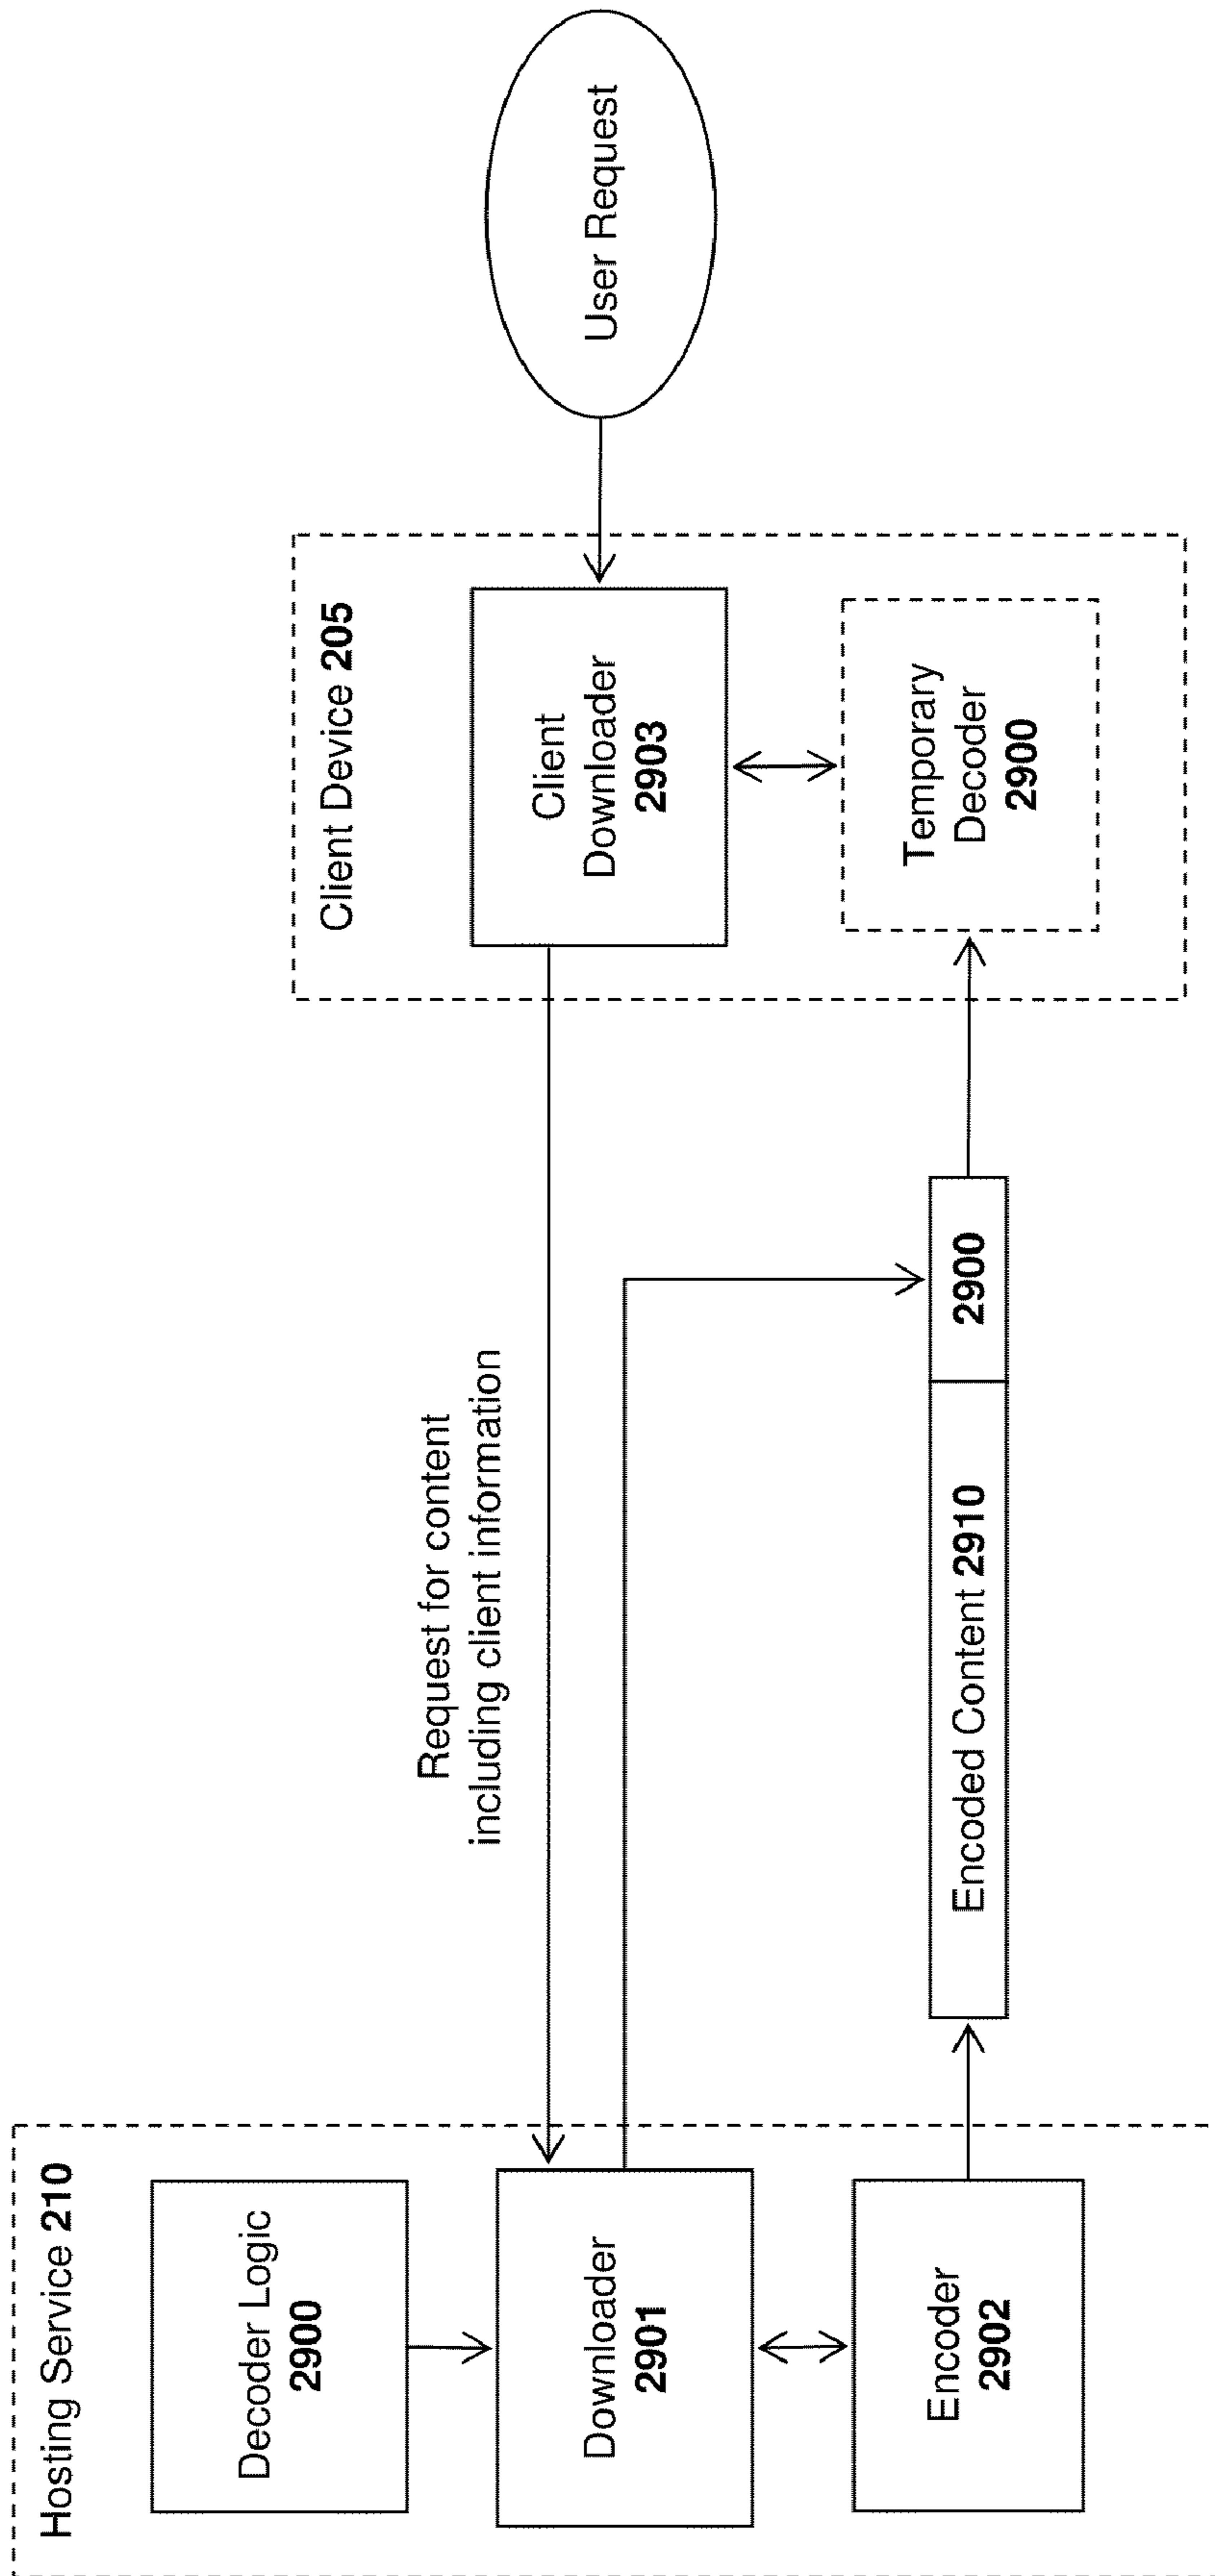 Hosting Service 210
Decoder Logic
2900
Downloader
2901
Encoder
2902
Request for content
including client information
Encoded Content 2910
2900
Client Device 205
Client
Downloader
2903
Temporary
Decoder
2900
User Request